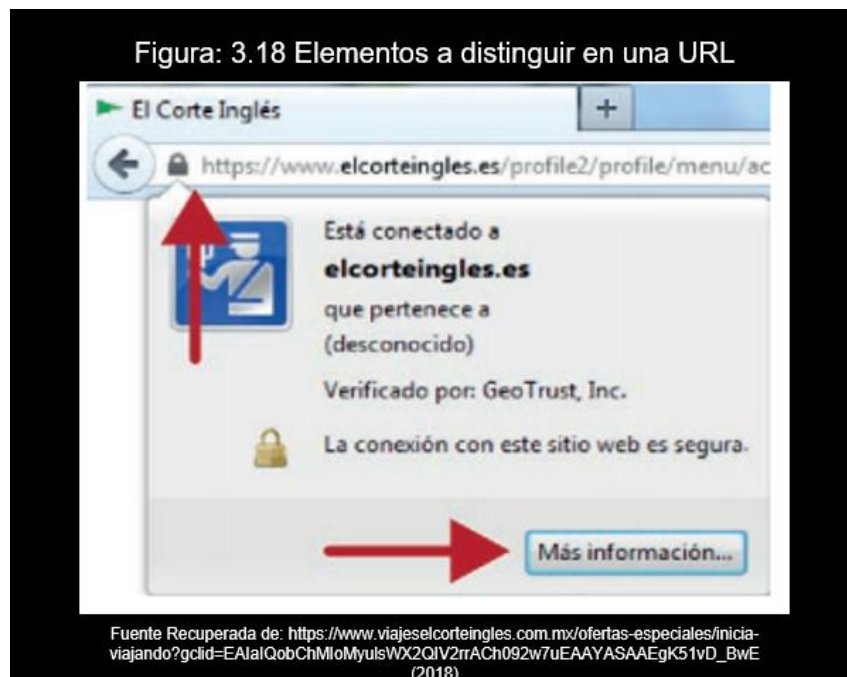 Figura: 3.18 Elementos a distinguir en una URL
El Corte Inglés
+
https://www.elcorteingles.es/profile2/profile/menu/ac
Está conectado a
elcorteingles.es
que pertenece a
(desconocido)
Verificado por: GeoTrust, Inc.
La conexión con este sitio web es segura.
Más información...
Fuente Recuperada de: https://www.viajeselcorteingles.com.mx/ofertas-especiales/inicia-
viajando?gclid=EAIaIQobChMIoMyulsWX2QIV2rrACh092w7uEAAYASAAEgK51vD_BwE
(2018)